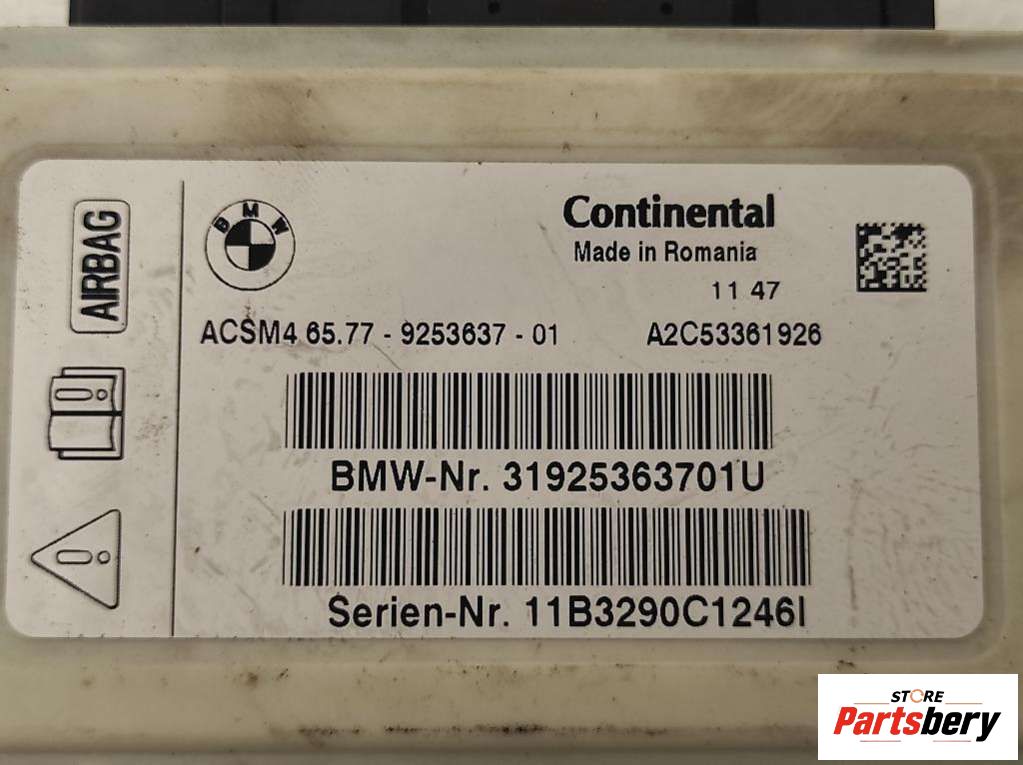 AIRBAG
BMW
Continental
Made in Romania
11 47
ACSM4 65.77 - 9253637 - 01 A2C53361926
BMW-Nr. 31925363701U
Serien-Nr. 11B3290C1246I
STORE
Partsbery